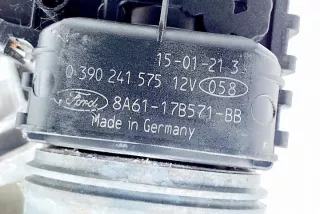 15-01-21 3
0 390 241 575 12V 058
Ford 8A61-17B571-BB
Made in Germany